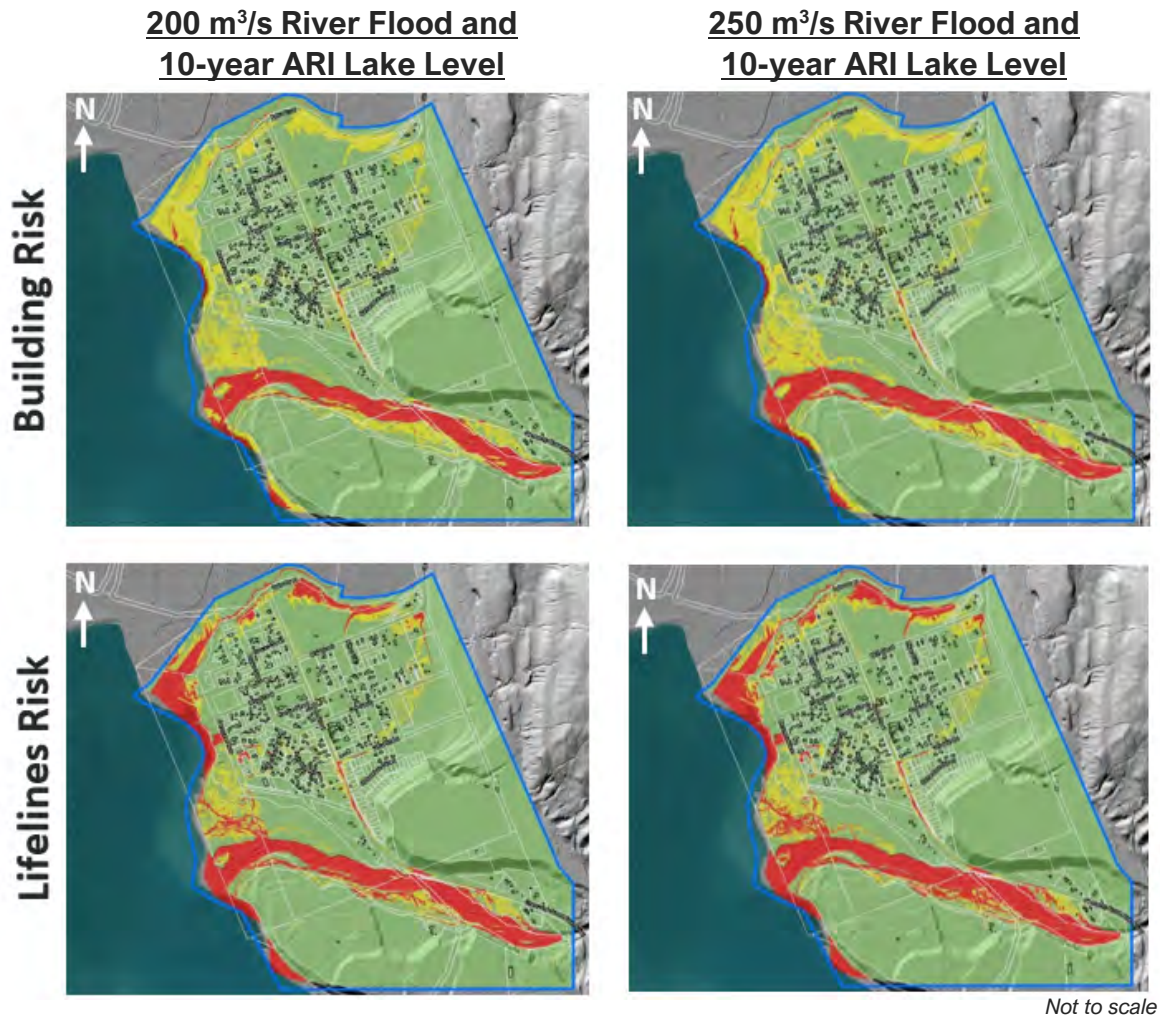 200 m³/s River Flood and
10-year ARI Lake Level
250 m³/s River Flood and
10-year ARI Lake Level
Building Risk
N
N
Lifelines Risk
N
N
Not to scale